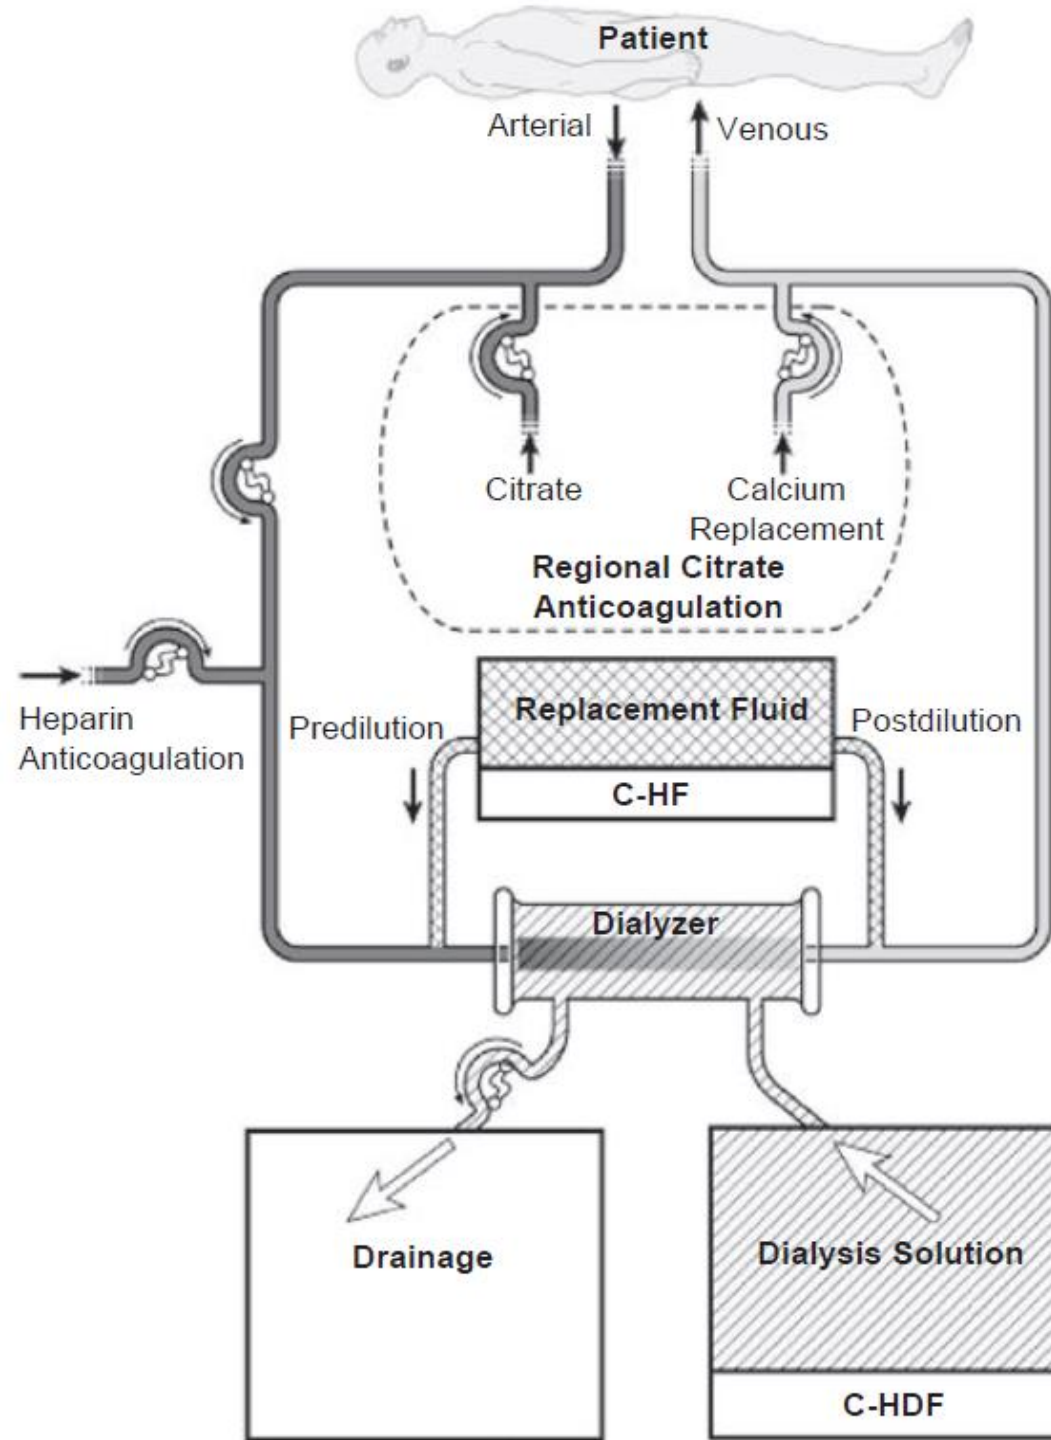 Patient
Arterial
Venous
Citrate
Calcium
Replacement
Regional Citrate
Anticoagulation
Heparin
Anticoagulation
Predilution
Replacement Fluid
Postdilution
C-HF
Dialyzer
Drainage
Dialysis Solution
C-HDF